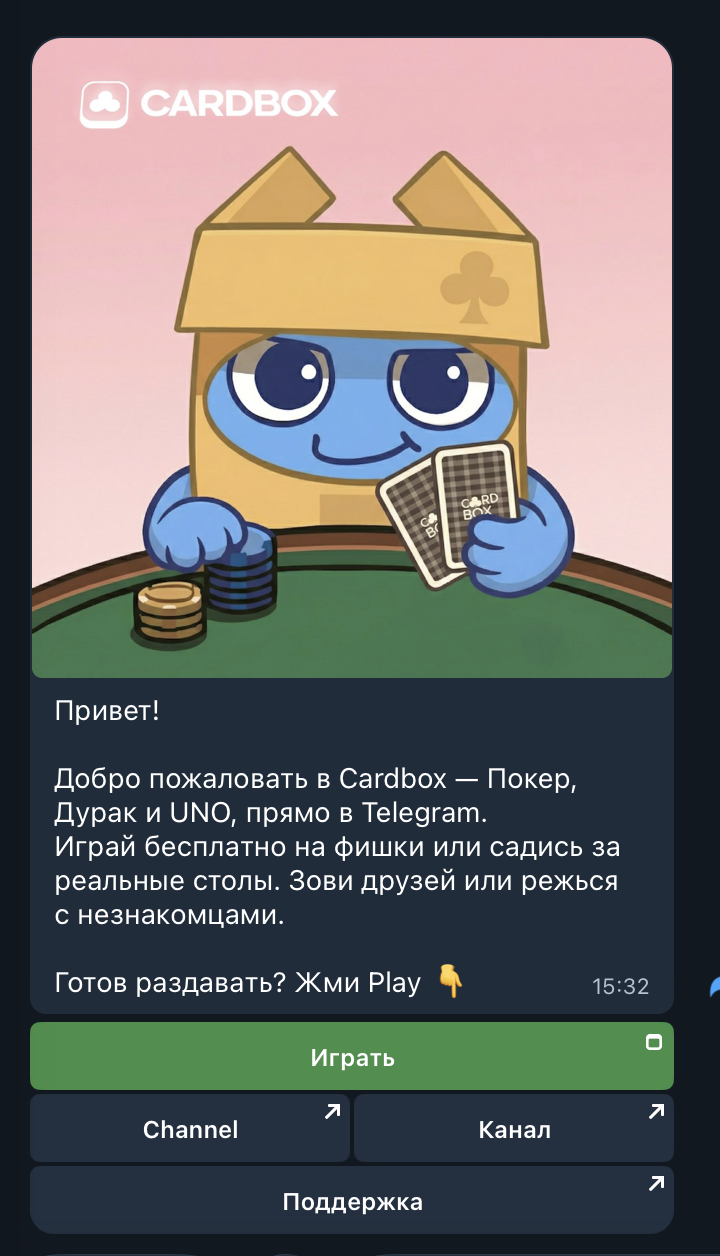 CARDBOX
CARD
BOX
Привет!
Добро пожаловать в Cardbox — Покер,
Дурак и UNO, прямо в Telegram.
Играй бесплатно на фишки или садись за
реальные столы. Зови друзей или режься
с незнакомцами.
Готов раздавать? Жми Play 👇
15:32
Играть
Channel
Канал
Поддержка